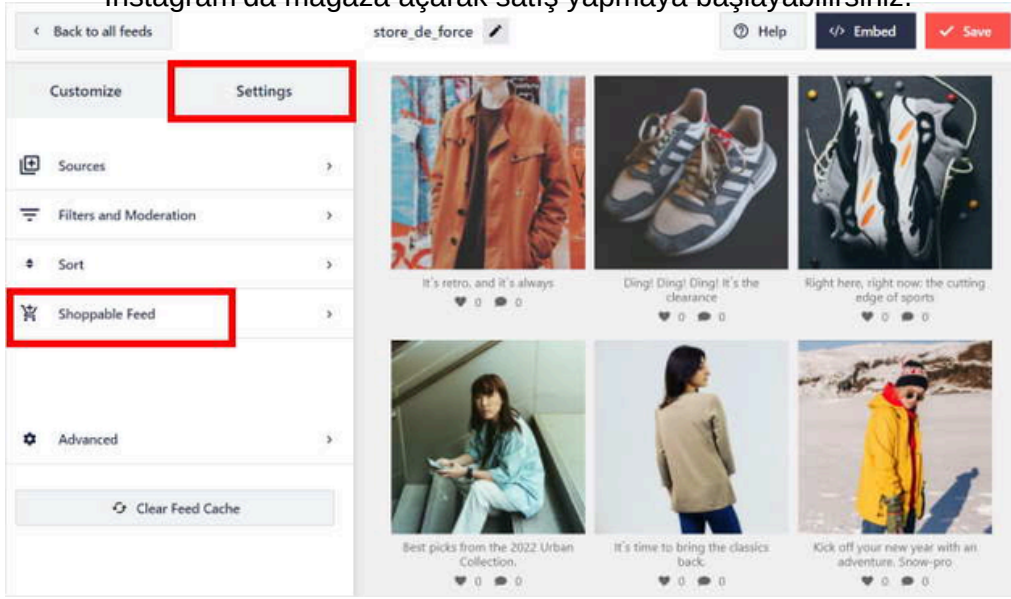 Instagram'da mağaza açarak satış yapmaya başlayabilirsiniz.
Back to all feeds
store_de_force
Help
</> Embed
Save
Customize
Settings
Sources
Filters and Moderation
Sort
Shoppable Feed
Advanced
Clear Feed Cache
It's retro, and it's always
0 0
Ding! Ding! Ding! It's the
clearance
0 0
Right here, right now: the cutting
edge of sports
0 0
Best picks from the 2022 Urban
Collection.
0 0
It's time to bring the classics
back.
0 0
Kick off your new year with an
adventure. Snow-pro
0 0